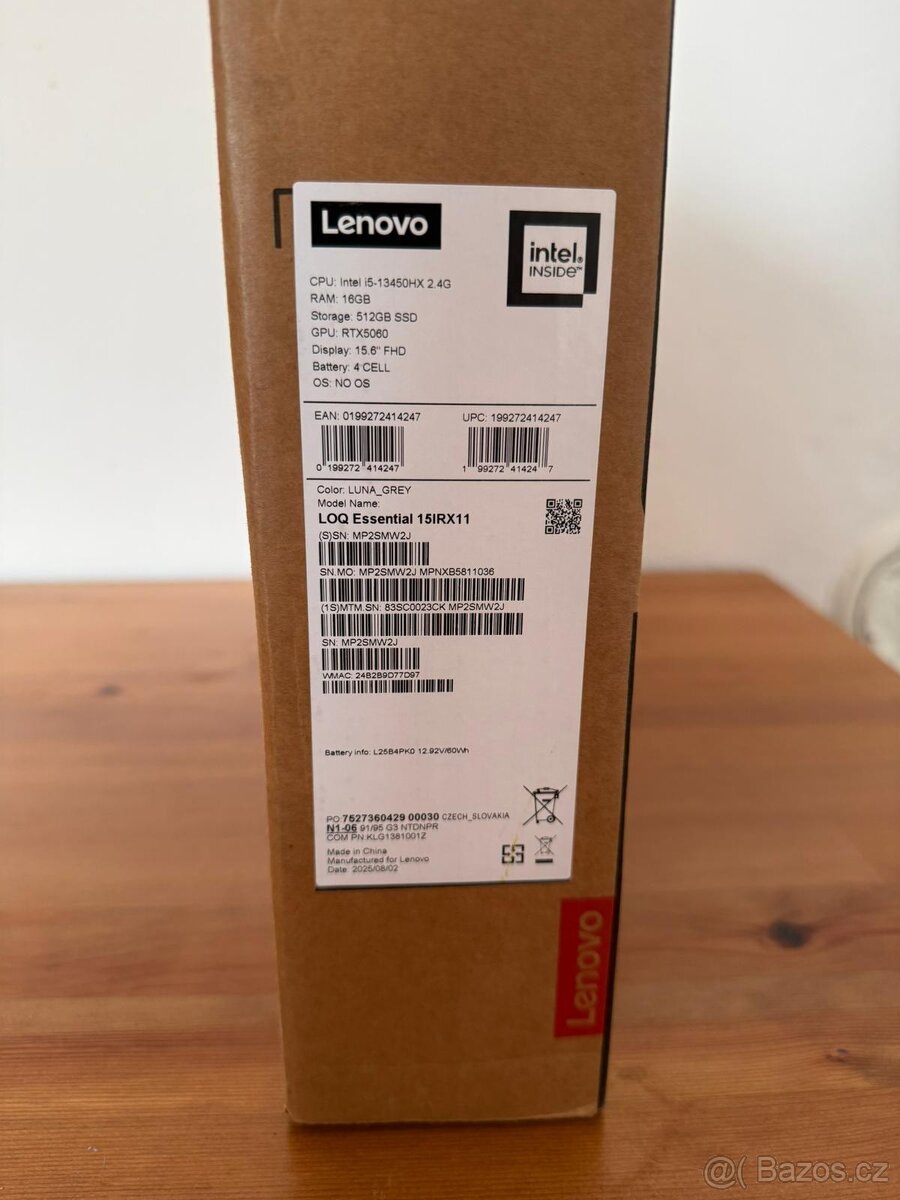 Lenovo
intel.
INSIDE™
CPU: Intel i5-13450HX 2.4G
RAM: 16GB
Storage: 512GB SSD
GPU: RTX5060
Display: 15.6" FHD
Battery: 4 CELL
OS: NO OS
EAN: 0199272414247
UPC: 199272414247
0 199272 414247
1 99272 41424 7
Color: LUNA_GREY
Model Name:
LOQ Essential 15IRX11
(S)SN: MP2SMW2J
SN.MO: MP2SMW2J MPNXB5811036
(1S)MTM.SN: 83SC0023CK MP2SMW2J
SN: MP2SMW2J
WMAC: 24B2B9D77D97
Battery info: L25B4PK0 12.92V/60Wh
PO 7527360429 00030 CZECH_SLOVAKIA
N1-06 91/95 G3 NTDNPR
COM PN:KLG1381001Z
Made in China
Manufactured for Lenovo
Date: 2025/08/02
Lenovo
@( Bazos.cz